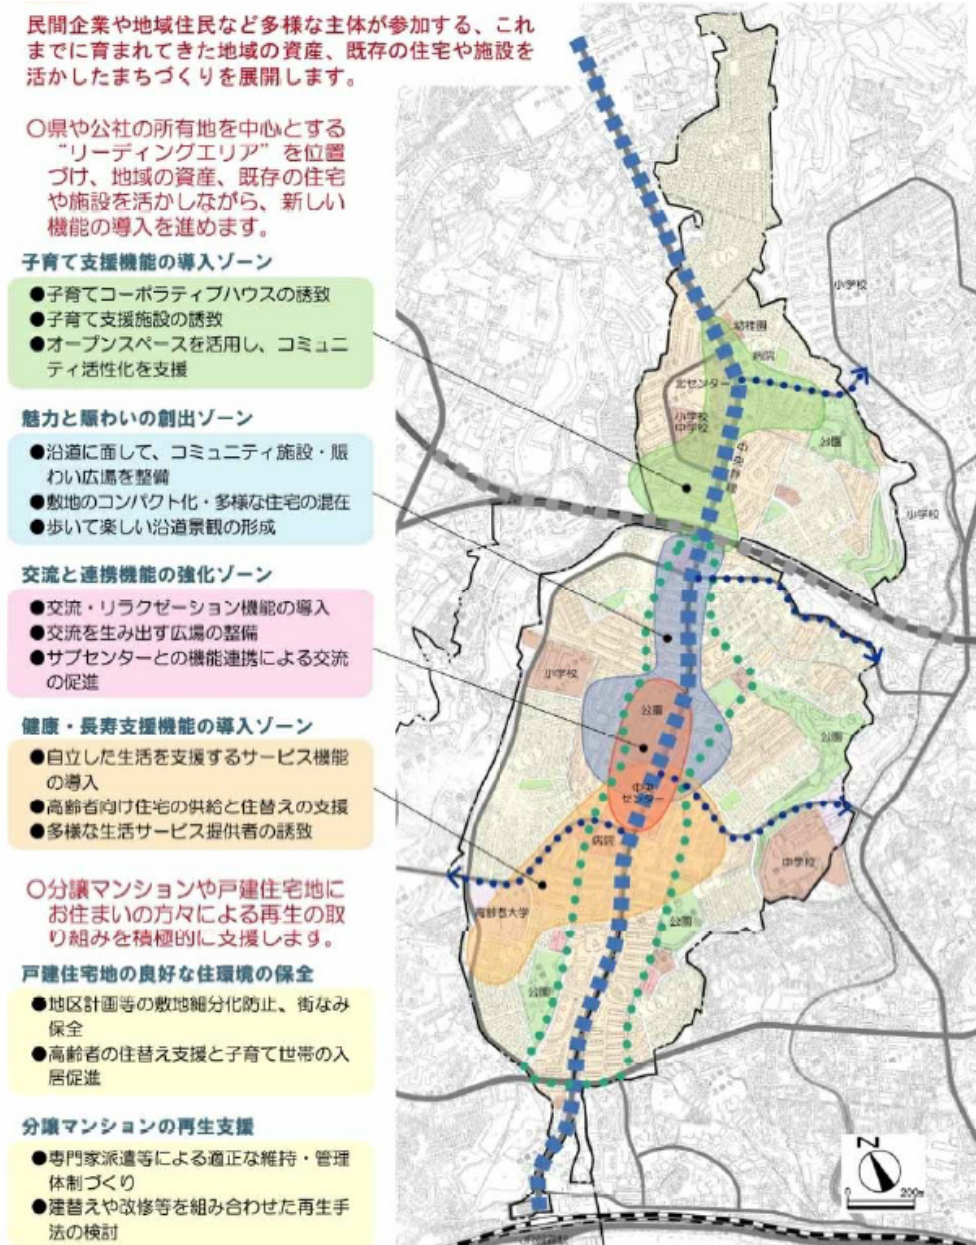 民間企業や地域住民など多様な主体が参加する、これ
までに育まれてきた地域の資産、既存の住宅や施設を
活かしたまちづくりを展開します。
〇県や公社の所有地を中心とする
“リーディングエリア”を位置
づけ、地域の資産、既存の住宅
や施設を活かしながら、新しい
機能の導入を進めます。
子育て支援機能の導入ゾーン
●子育てコーポラティブハウスの誘致
●子育て支援施設の誘致
●オープンスペースを活用し、コミュニ
ティ活性化を支援
魅力と賑わいの創出ゾーン
●沿道に面して、コミュニティ施設・賑
わい広場を整備
●敷地のコンパクト化・多様な住宅の混在
●歩いて楽しい沿道景観の形成
交流と連携機能の強化ゾーン
●交流・リラクゼーション機能の導入
●交流を生み出す広場の整備
●サブセンターとの機能連携による交流
の促進
健康・長寿支援機能の導入ゾーン
●自立した生活を支援するサービス機能
の導入
●高齢者向け住宅の供給と住替えの支援
●多様な生活サービス提供者の誘致
〇分譲マンションや戸建住宅地に
お住まいの方々による再生の取
り組みを積極的に支援します。
戸建住宅地の良好な住環境の保全
●地区計画等の敷地細分化防止、街なみ
保全
●高齢者の住替え支援と子育て世帯の入
居促進
分譲マンションの再生支援
●専門家派遣等による適正な維持・管理
体制づくり
●建替えや改修等を組み合わせた再生手
法の検討
小学校
幼稚園
病院
北センター
小学校
中学校
公園
中央
小学校
小学校
公園
公園
中央
センター
病院
中学校
高齢者大学
公園
公園
N
0
200m